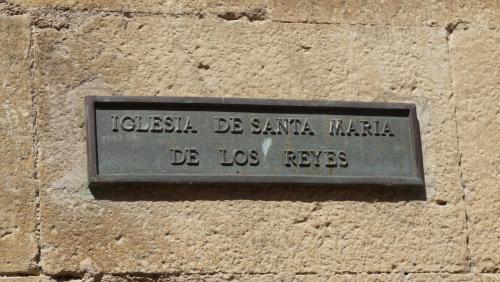 IGLESIA DE SANTA MARIA
DE LOS REYES